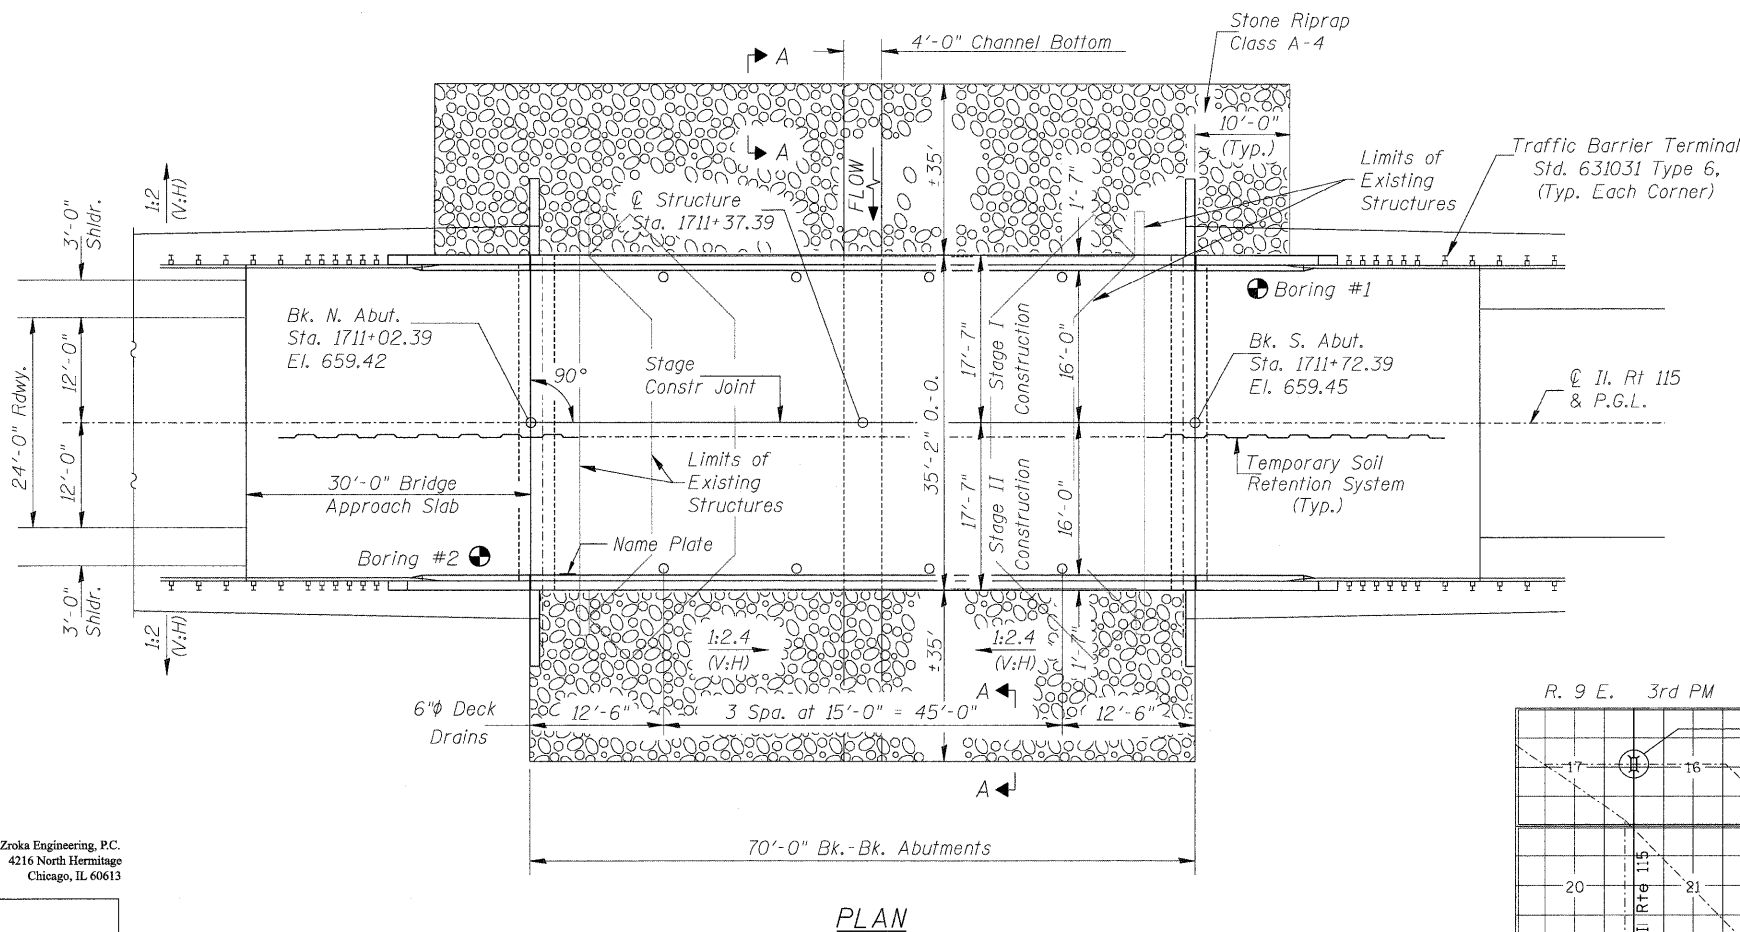 Stone Riprap
Class A-4
A
4'-0" Channel Bottom
10'-0"
(Typ.)
Traffic Barrier Terminal
Std. 631031 Type 6,
(Typ. Each Corner)
Limits of
Existing
Structures
A
±35'
1'-7"
FLOW
1:2
(V:H)
3'-0"
Shldr.
℄ Structure
Sta. 1711+37.39
Boring #1
Bk. N. Abut.
Sta. 1711+02.39
El. 659.42
90°
Stage
Constr Joint
17'-7"
Stage I
Construction
16'-0"
Bk. S. Abut.
Sta. 1711+72.39
El. 659.45
℄ Il. Rt 115
& P.G.L.
24'-0" Rdwy.
12'-0"
12'-0"
35'-2" O.-O.
30'-0" Bridge
Approach Slab
Limits of
Existing
Structures
17'-7"
Stage II
Construction
16'-0"
Temporary Soil
Retention System
(Typ.)
Boring #2
Name Plate
3'-0"
Shldr.
1:2
(V:H)
1:2.4
(V:H)
±35'
1:2.4
(V:H)
1'-7"
A
6"φ Deck
Drains
12'-6"
3 Spa. at 15'-0" = 45'-0"
12'-6"
A
70'-0" Bk.-Bk. Abutments
R. 9 E. 3rd PM
17
16
20
21
Il Rte 115
Zroka Engineering, P.C.
4216 North Hermitage
Chicago, IL 60613
PLAN